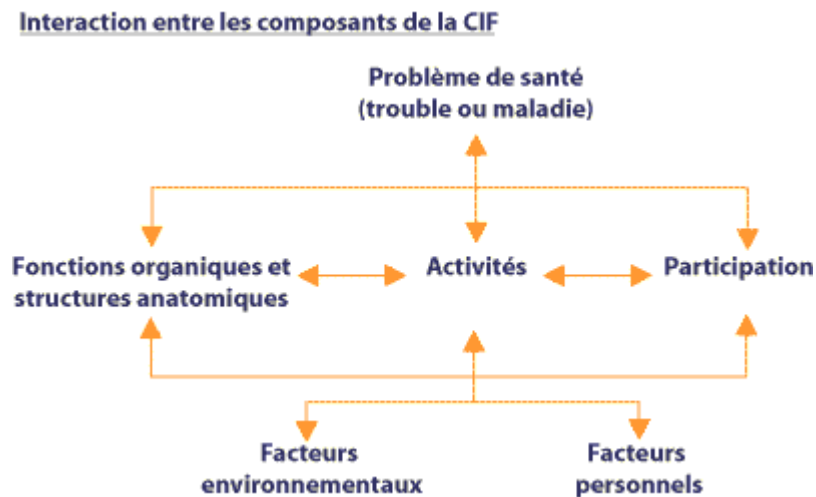 Interaction entre les composants de la CIF
Problème de santé
(trouble ou maladie)
Fonctions organiques et
structures anatomiques
Activités
Participation
Facteurs
environnementaux
Facteurs
personnels